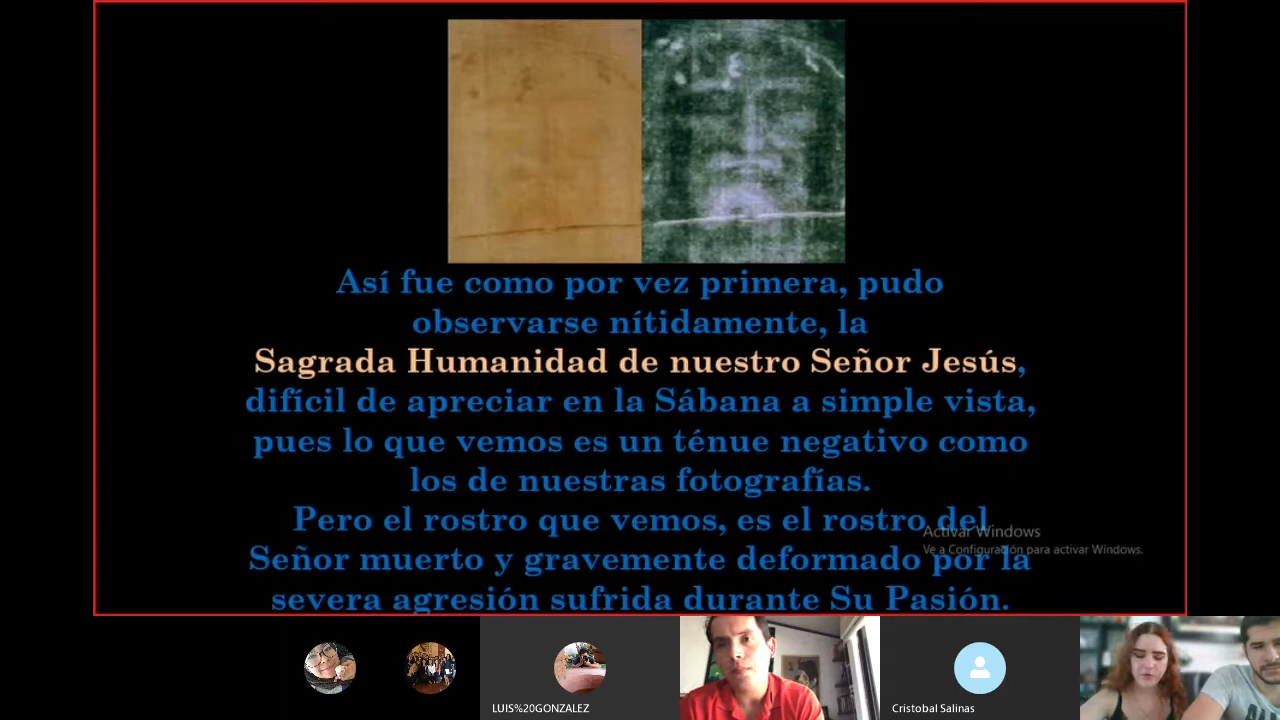 Así fue como por vez primera, pudo
observarse nítidamente, la
Sagrada Humanidad de nuestro Señor Jesús,
difícil de apreciar en la Sábana a simple vista,
pues lo que vemos es un ténue negativo como
los de nuestras fotografías.
Pero el rostro que vemos, es el rostro del
Señor muerto y gravemente deformado por la
severa agresión sufrida durante Su Pasión.
Activar Windows
Ve a Configuración para activar Windows.
LUIS%20GONZALEZ
Cristobal Salinas